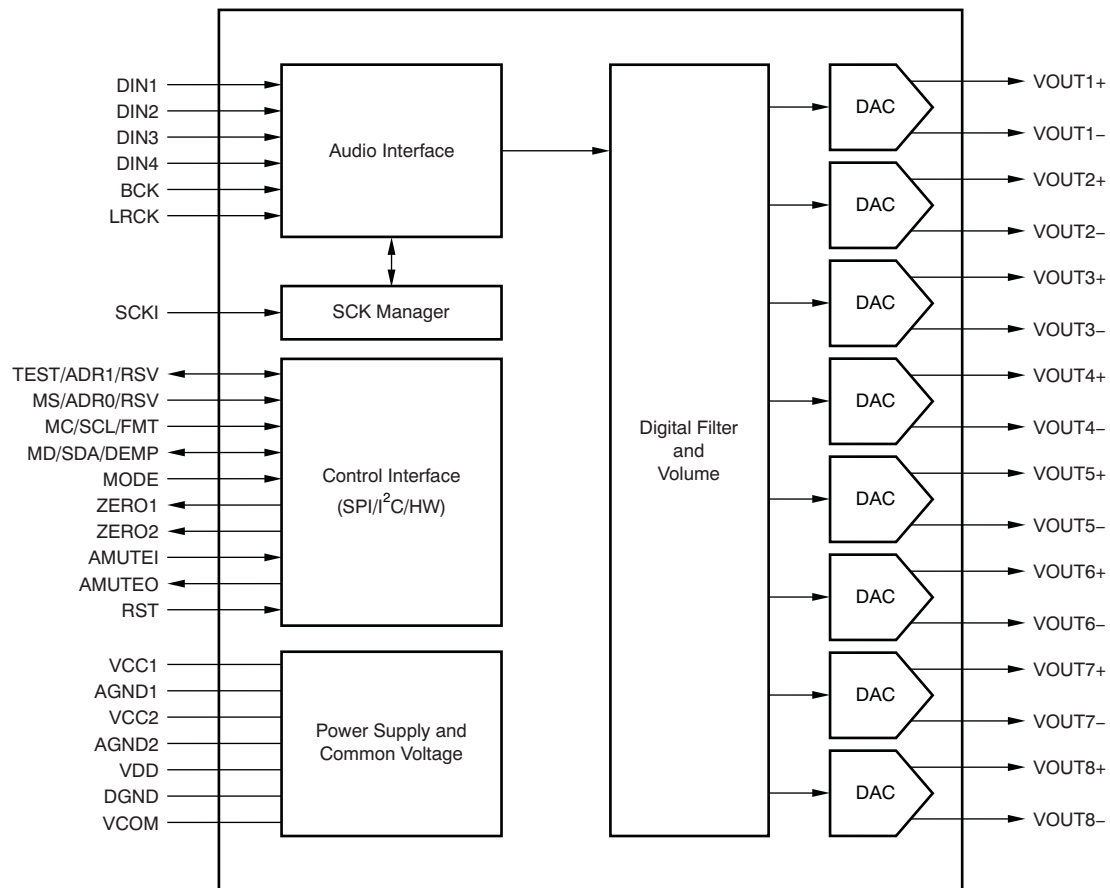 DIN1
DIN2
DIN3
DIN4
BCK
LRCK
Audio Interface
SCKI
SCK Manager
TEST/ADR1/RSV
MS/ADR0/RSV
MC/SCL/FMT
MD/SDA/DEMP
MODE
ZERO1
ZERO2
AMUTEI
AMUTEO
RST
Control Interface
(SPI/I²C/HW)
VCC1
AGND1
VCC2
AGND2
VDD
DGND
VCOM
Power Supply and
Common Voltage
Digital Filter
and
Volume
DAC
VOUT1+
VOUT1−
DAC
VOUT2+
VOUT2−
DAC
VOUT3+
VOUT3−
DAC
VOUT4+
VOUT4−
DAC
VOUT5+
VOUT5−
DAC
VOUT6+
VOUT6−
DAC
VOUT7+
VOUT7−
DAC
VOUT8+
VOUT8−